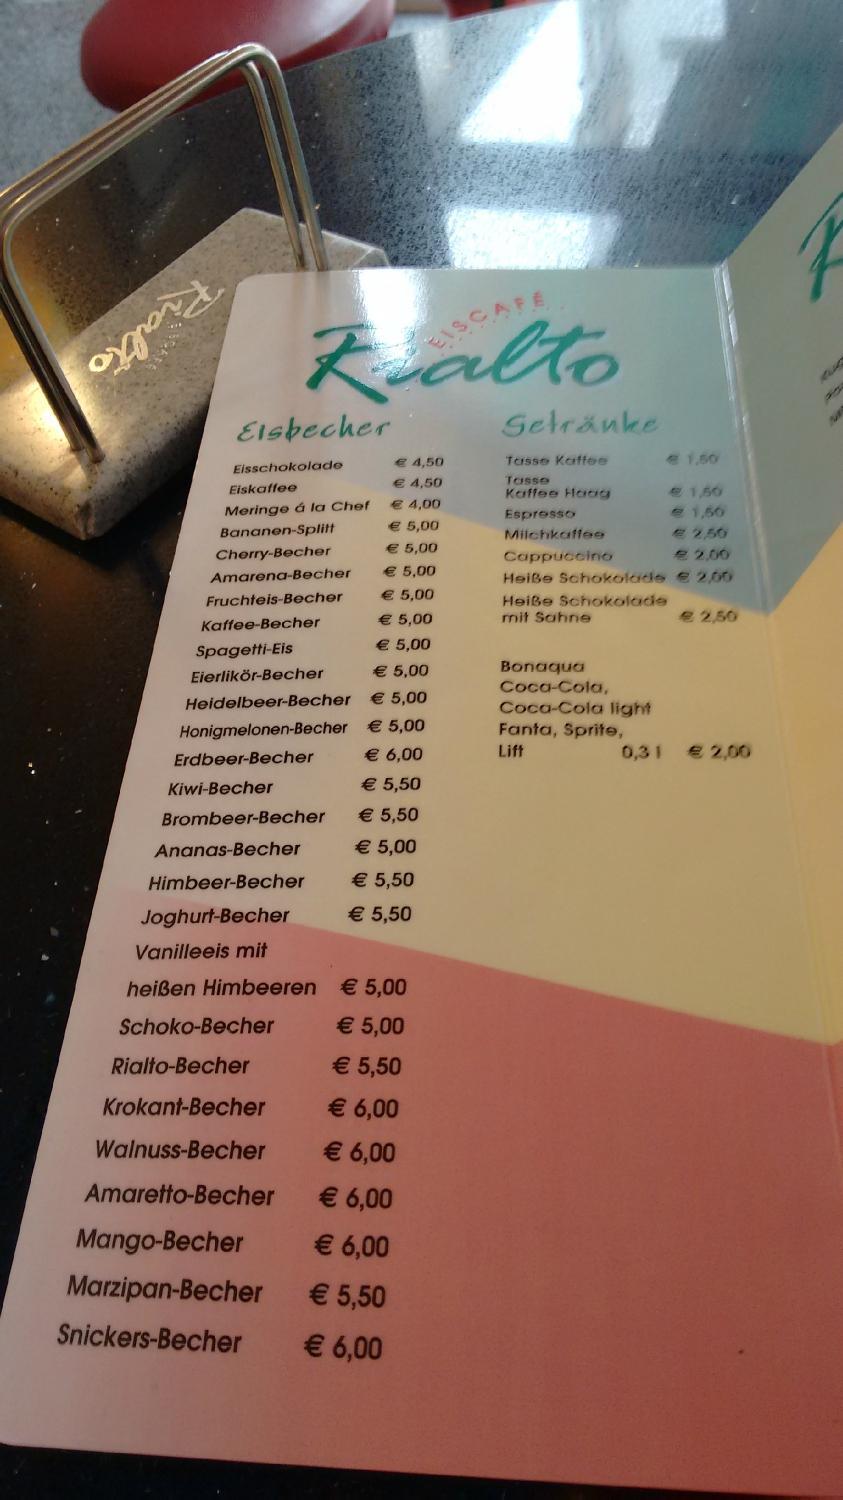 EISCAFÉ
Rialto
Rialto
Eisbecher
Eisschokolade € 4,50
Eiskaffee € 4,50
Meringe á la Chef € 4,00
Bananen-Splitt € 5,00
Cherry-Becher € 5,00
Amarena-Becher € 5,00
Fruchteis-Becher € 5,00
Kaffee-Becher € 5,00
Spagetti-Eis € 5,00
Eierlikör-Becher € 5,00
Heidelbeer-Becher € 5,00
Honigmelonen-Becher € 5,00
Erdbeer-Becher € 6,00
Kiwi-Becher € 5,50
Brombeer-Becher € 5,50
Ananas-Becher € 5,00
Himbeer-Becher € 5,50
Joghurt-Becher € 5,50
Vanilleeis mit
heißen Himbeeren € 5,00
Schoko-Becher € 5,00
Rialto-Becher € 5,50
Krokant-Becher € 6,00
Walnuss-Becher € 6,00
Amaretto-Becher € 6,00
Mango-Becher € 6,00
Marzipan-Becher € 5,50
Snickers-Becher € 6,00
Getränke
Tasse Kaffee € 1,50
Tasse
Kaffee Haag € 1,50
Espresso € 1,50
Milchkaffee € 2,50
Cappuccino € 2,00
Heiße Schokolade € 2,00
Heiße Schokolade
mit Sahne € 2,50
Bonaqua
Coca-Cola,
Coca-Cola light
Fanta, Sprite,
Lift 0,3 l € 2,00